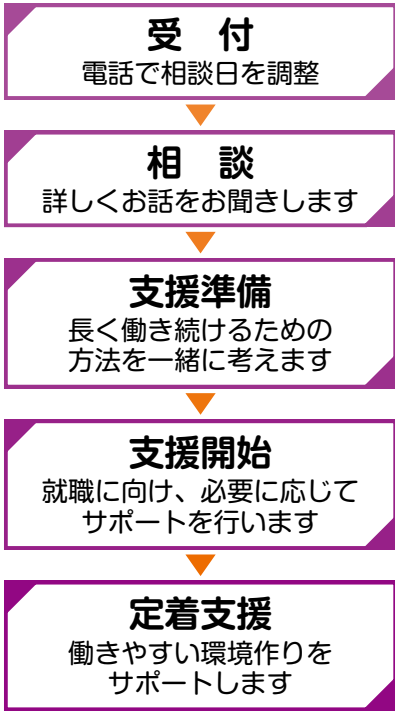 受　付
電話で相談日を調整
相　談
詳しくお話をお聞きします
支援準備
長く働き続けるための
方法を一緒に考えます
支援開始
就職に向け、必要に応じて
サポートを行います
定着支援
働きやすい環境作りを
サポートします